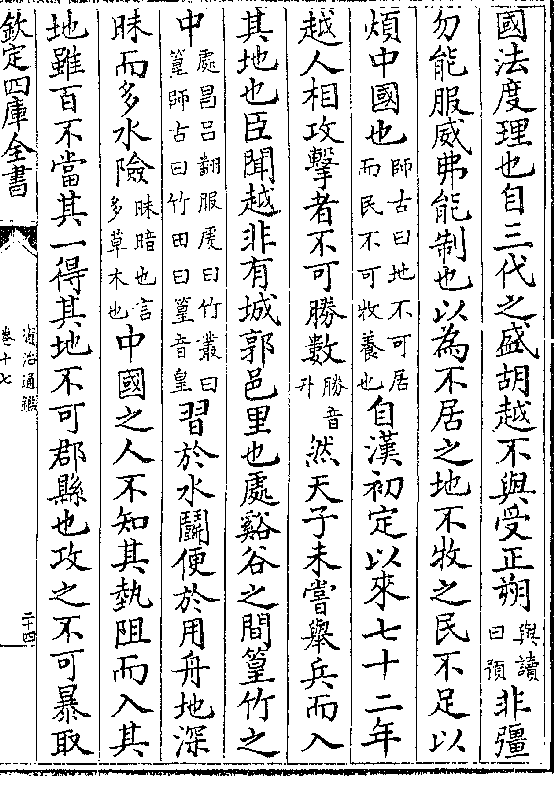 國法度理也自三代之盛胡越不與受正朔與讀曰預非彊
勿能服威弗能制也以為不居之地不牧之民不足以
煩中國也師古曰地不可居而民不可牧養也自漢初定以來七十二年
越人相攻擊者不可勝數勝音升然天子未嘗舉兵而入
其地也臣聞越非有城郭邑里也處谿谷之間篁竹之
中處昌呂翻服虔曰竹叢曰篁師古曰竹田曰篁音皇習於水鬭便於用舟地深
昧而多水險昧暗也言多草木也中國之人不知其埶阻而入其
地雖百不當其一得其地不可郡縣也攻之不可暴取
欽定四庫全書
資治通鑑
卷十七
二十四